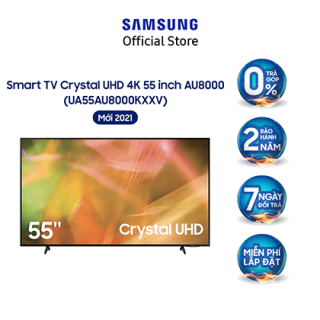 SAMSUNG
Official Store
Smart TV Crystal UHD 4K 55 inch AU8000
(UA55AU8000KXXV)
Mới 2021
55"
Crystal UHD
0%
TRẢ
GÓP
2
BẢO
HÀNH
NĂM
7
NGÀY
ĐỔI TRẢ
MIỄN PHÍ
LẮP ĐẶT